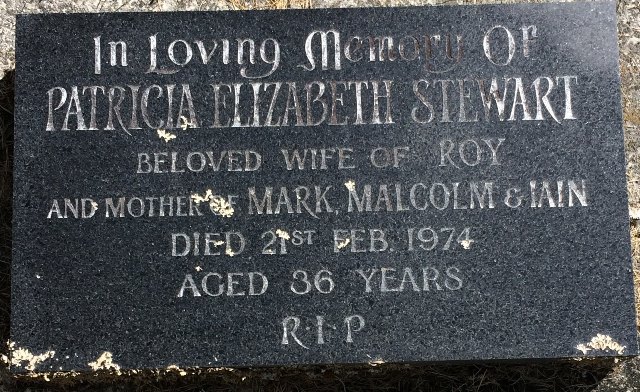 In Loving Memory Of
PATRICIA ELIZABETH STEWART
BELOVED WIFE OF ROY
AND MOTHER OF MARK, MALCOLM & IAIN
DIED 21ST FEB. 1974
AGED 36 YEARS
R·I·P